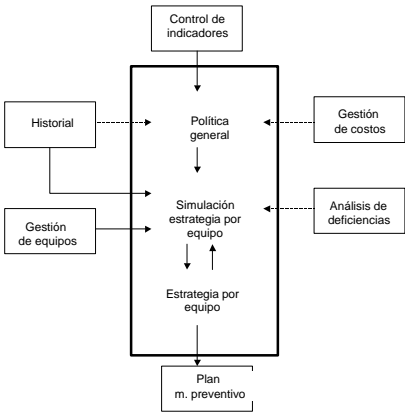 Control de
indicadores
Historial
Política
general
Gestión
de costos
Simulación
estrategia por
equipo
Análisis de
deficiencias
Gestión
de equipos
Estrategia por
equipo
Plan
m. preventivo